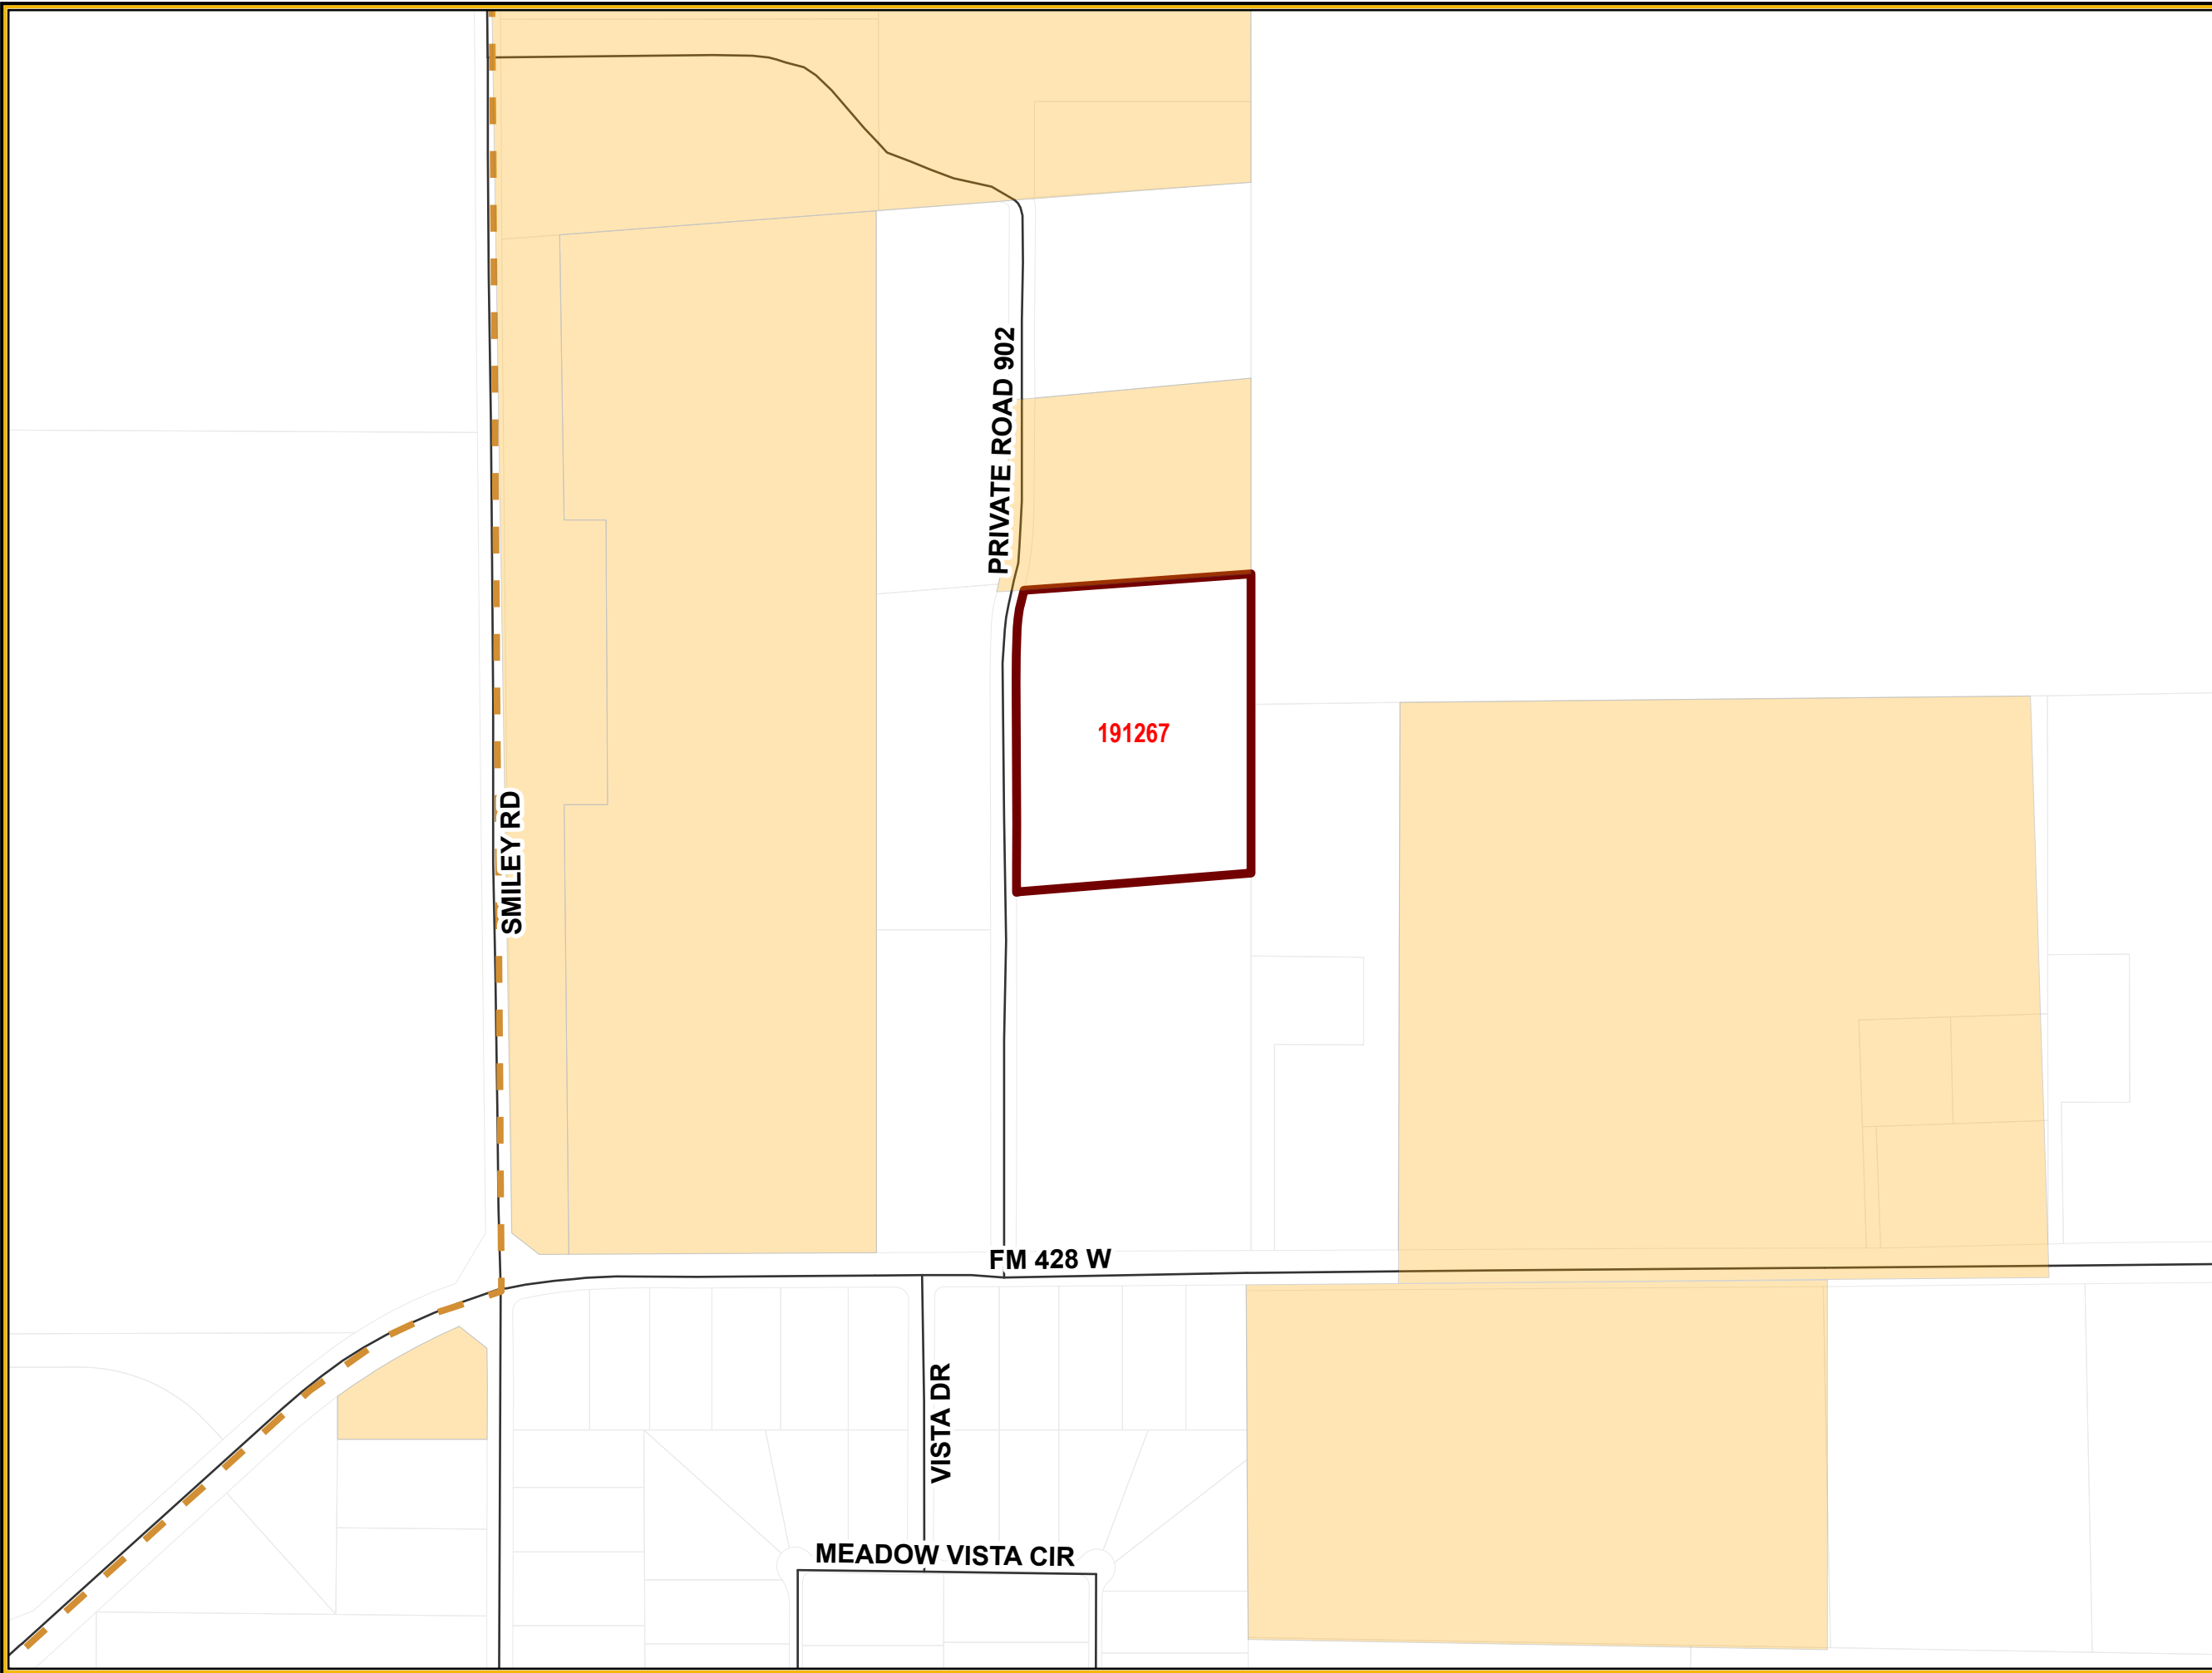 PRIVATE ROAD 902
191267
SMILEY RD
FM 428 W
VISTA DR
MEADOW VISTA CIR